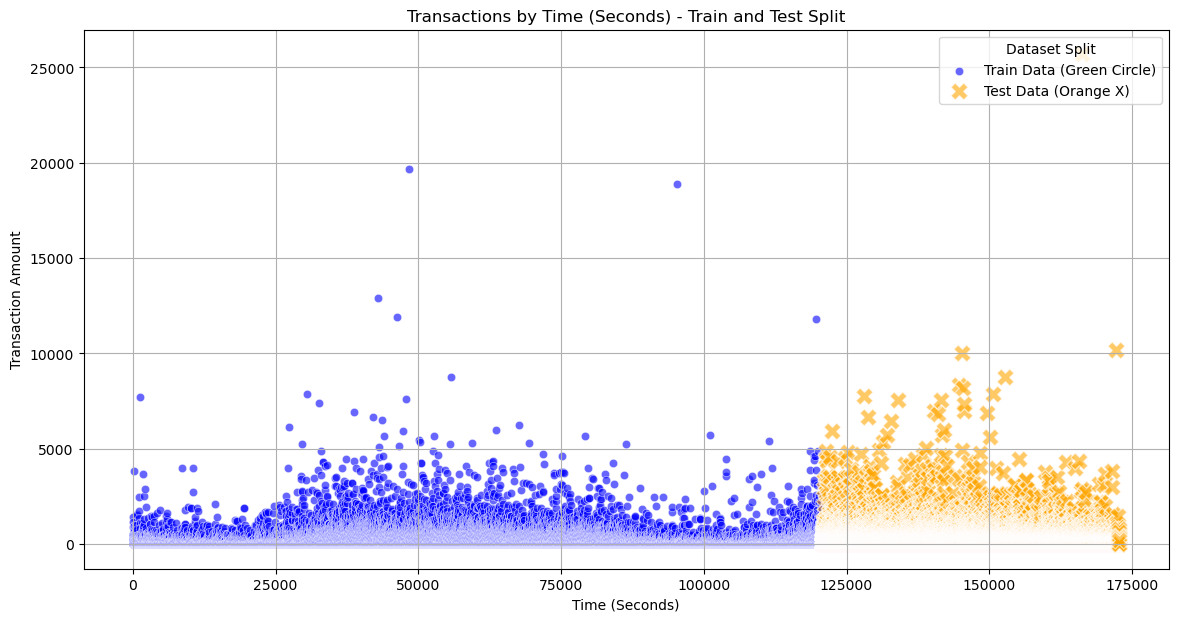 Transactions by Time (Seconds) - Train and Test Split
Dataset Split
Train Data (Green Circle)
Test Data (Orange X)
Transaction Amount
25000
20000
15000
10000
5000
0
0 25000 50000 75000 100000 125000 150000 175000
Time (Seconds)